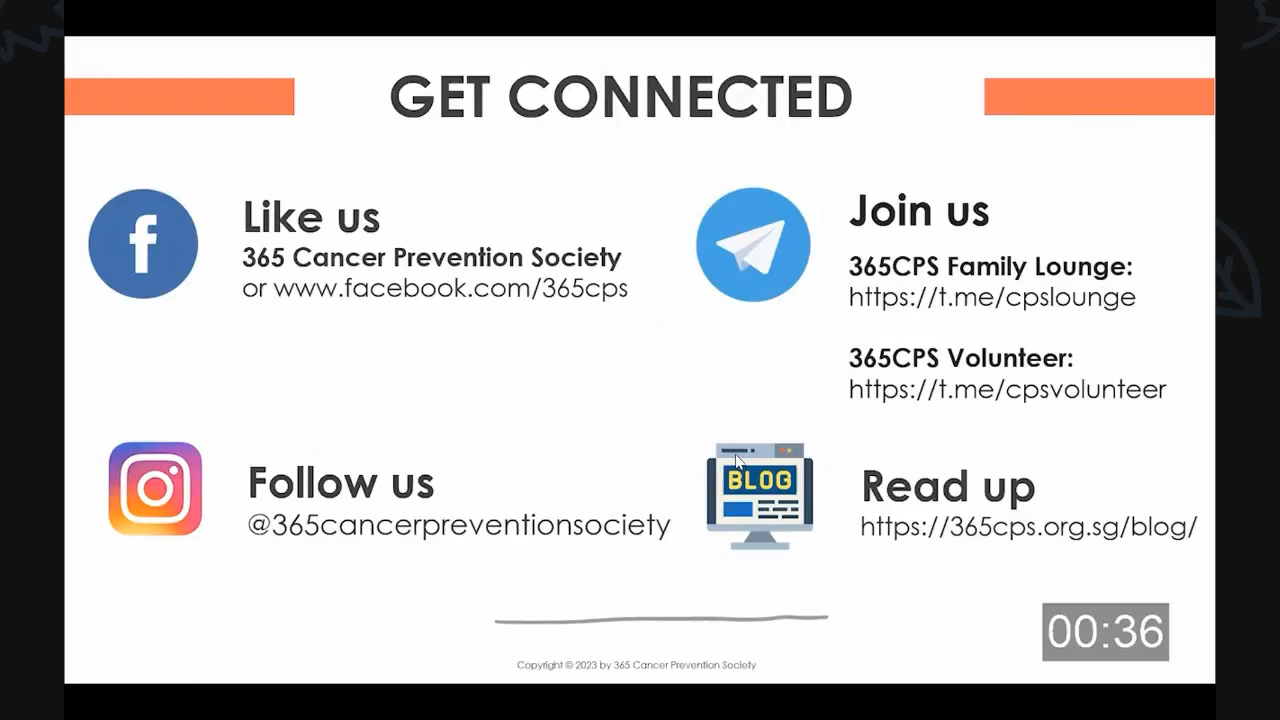 GET CONNECTED
Like us
365 Cancer Prevention Society
or www.facebook.com/365cps
Join us
365CPS Family Lounge:
https://t.me/cpslounge
365CPS Volunteer:
https://t.me/cpsvolunteer
Follow us
@365cancerpreventionsociety
BLOG
Read up
https://365cps.org.sg/blog/
00:36
Copyright © 2023 by 365 Cancer Prevention Society